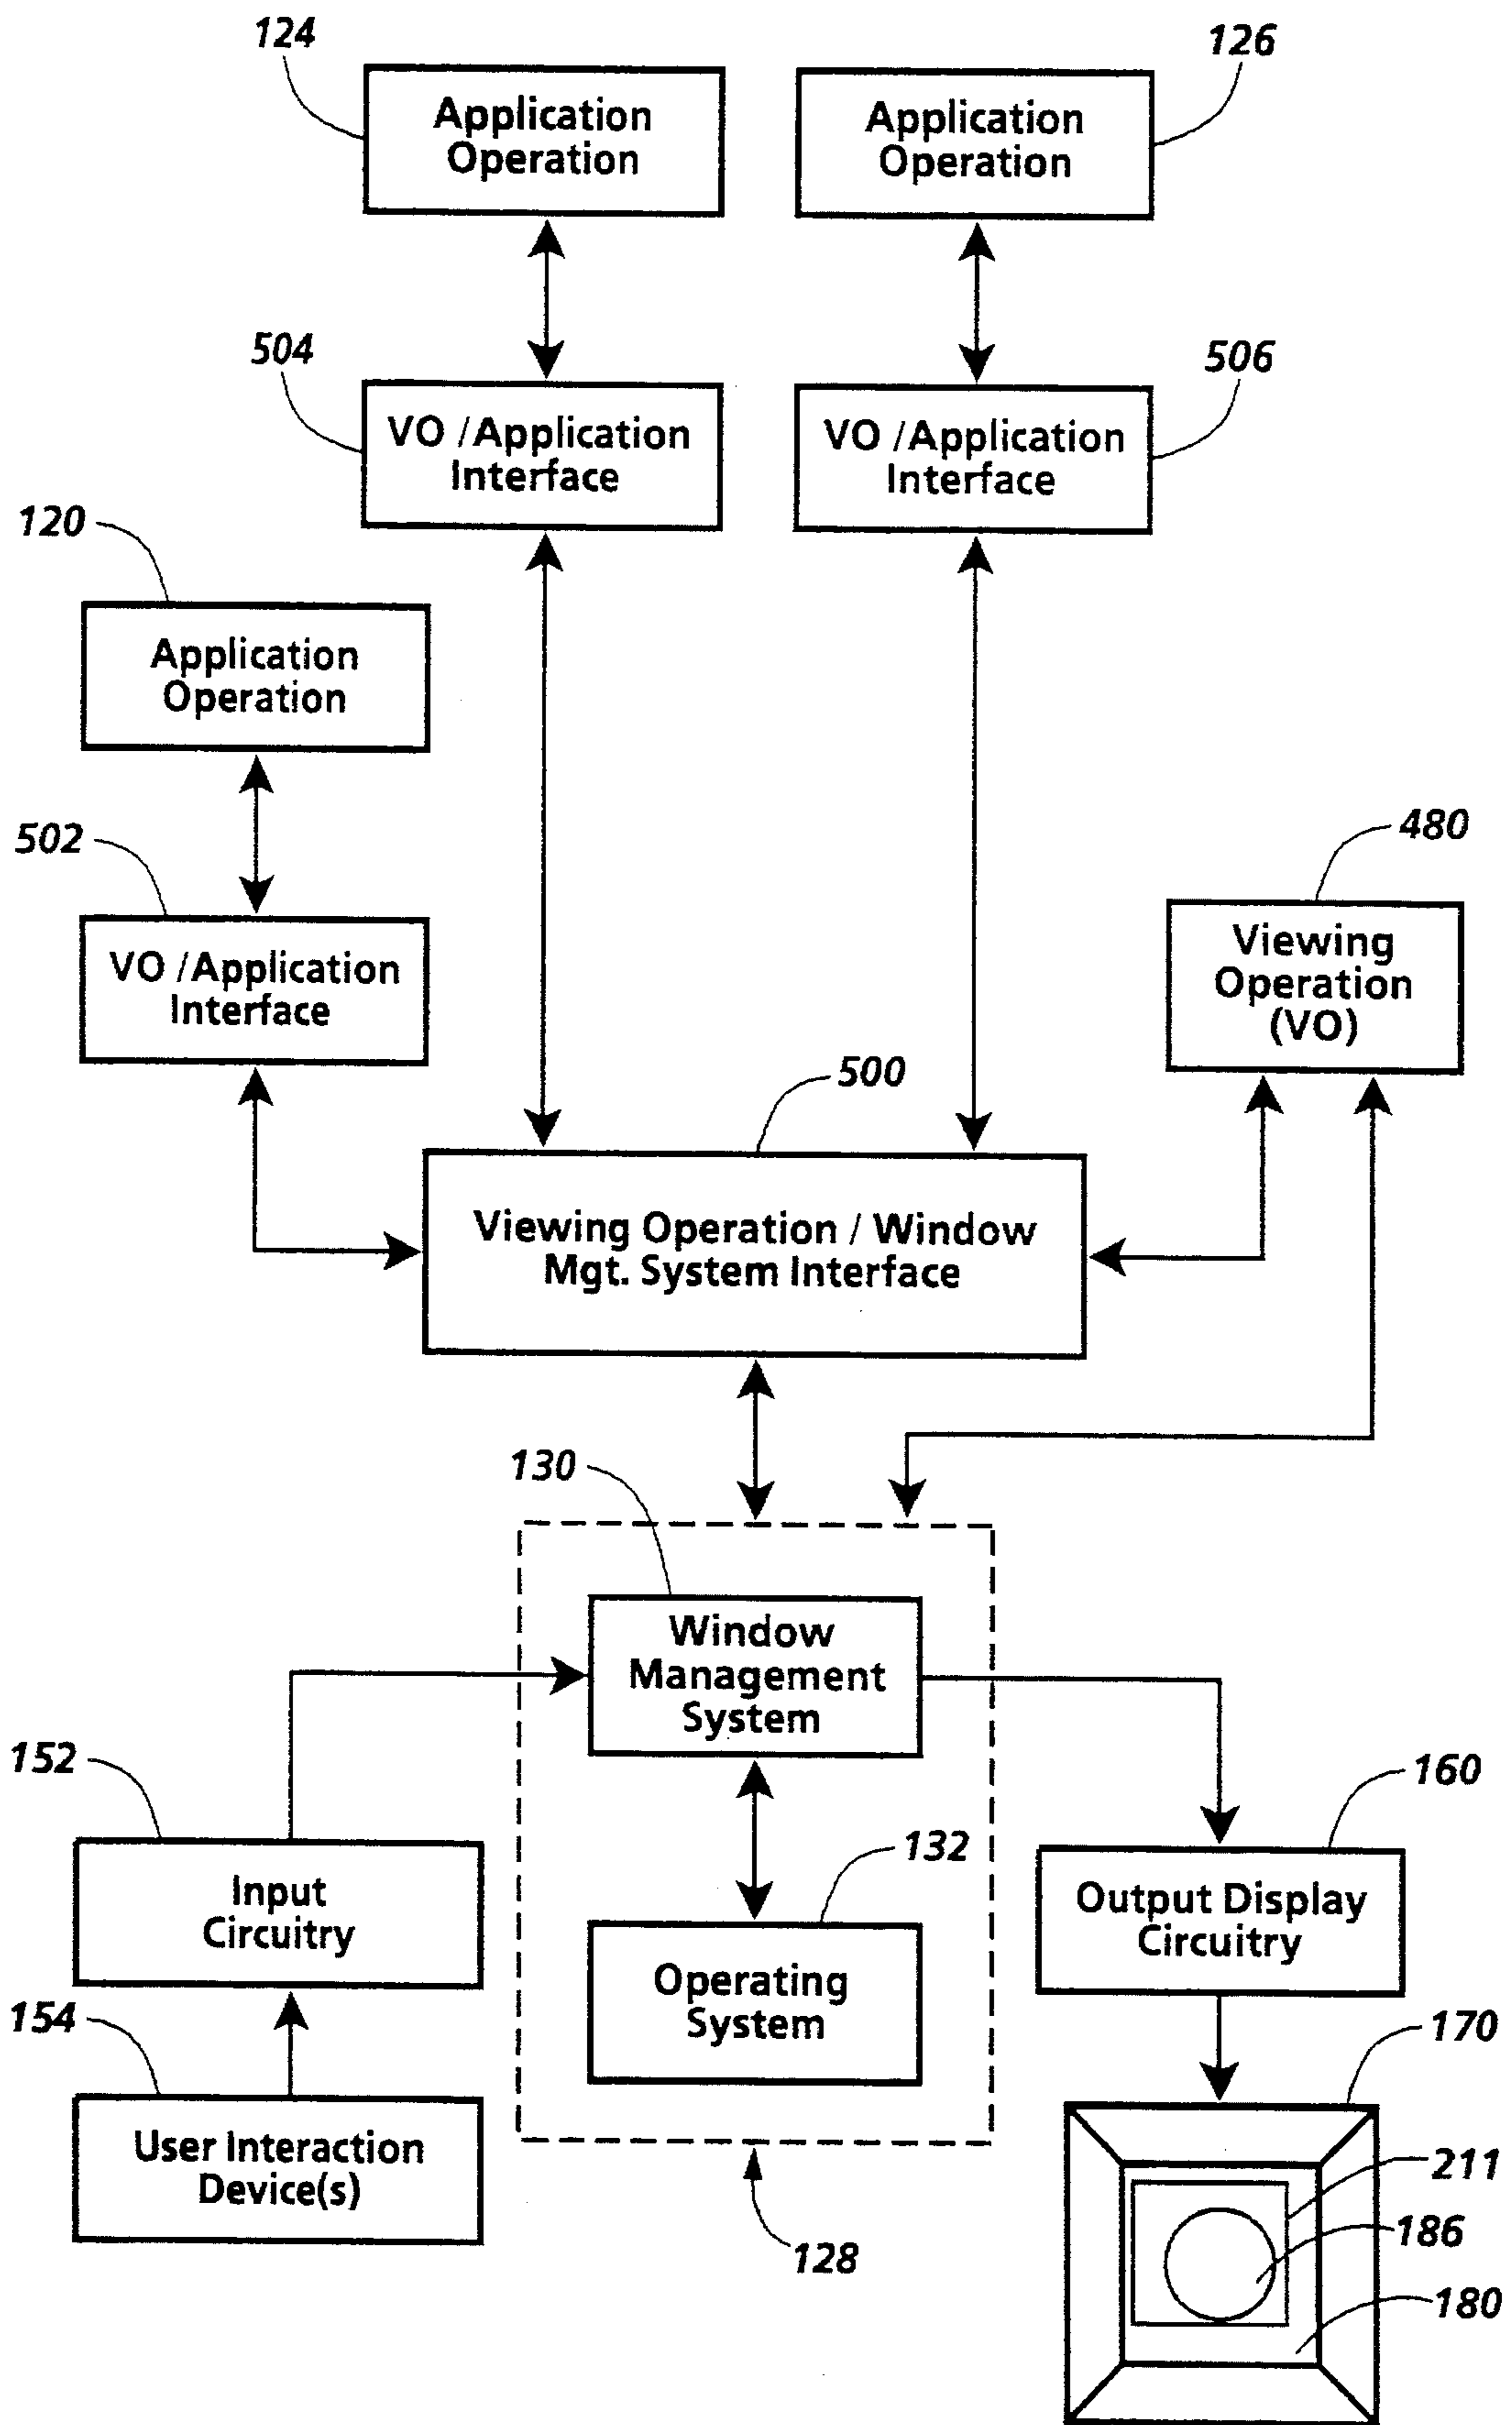 124
126
Application
Operation
Application
Operation
504
506
VO / Application
Interface
VO / Application
Interface
120
Application
Operation
502
480
VO / Application
Interface
Viewing
Operation
(VO)
500
Viewing Operation / Window
Mgt. System Interface
130
Window
Management
System
152
160
132
Input
Circuitry
Output Display
Circuitry
Operating
System
154
170
User Interaction
Device(s)
211
186
128
180